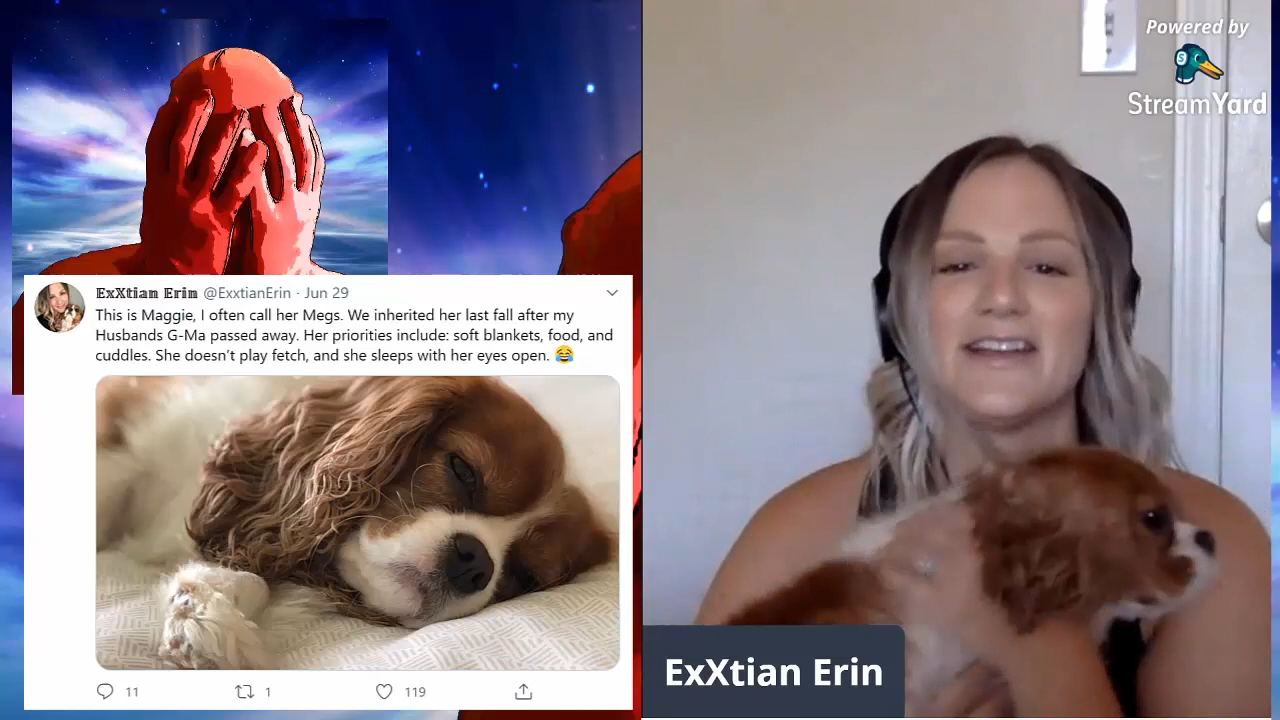 Powered by
StreamYard
ExXtian Erin @ExxtianErin · Jun 29
This is Maggie, I often call her Megs. We inherited her last fall after my
Husbands G-Ma passed away. Her priorities include: soft blankets, food, and
cuddles. She doesn't play fetch, and she sleeps with her eyes open. 😂
11 1 119
ExXtian Erin